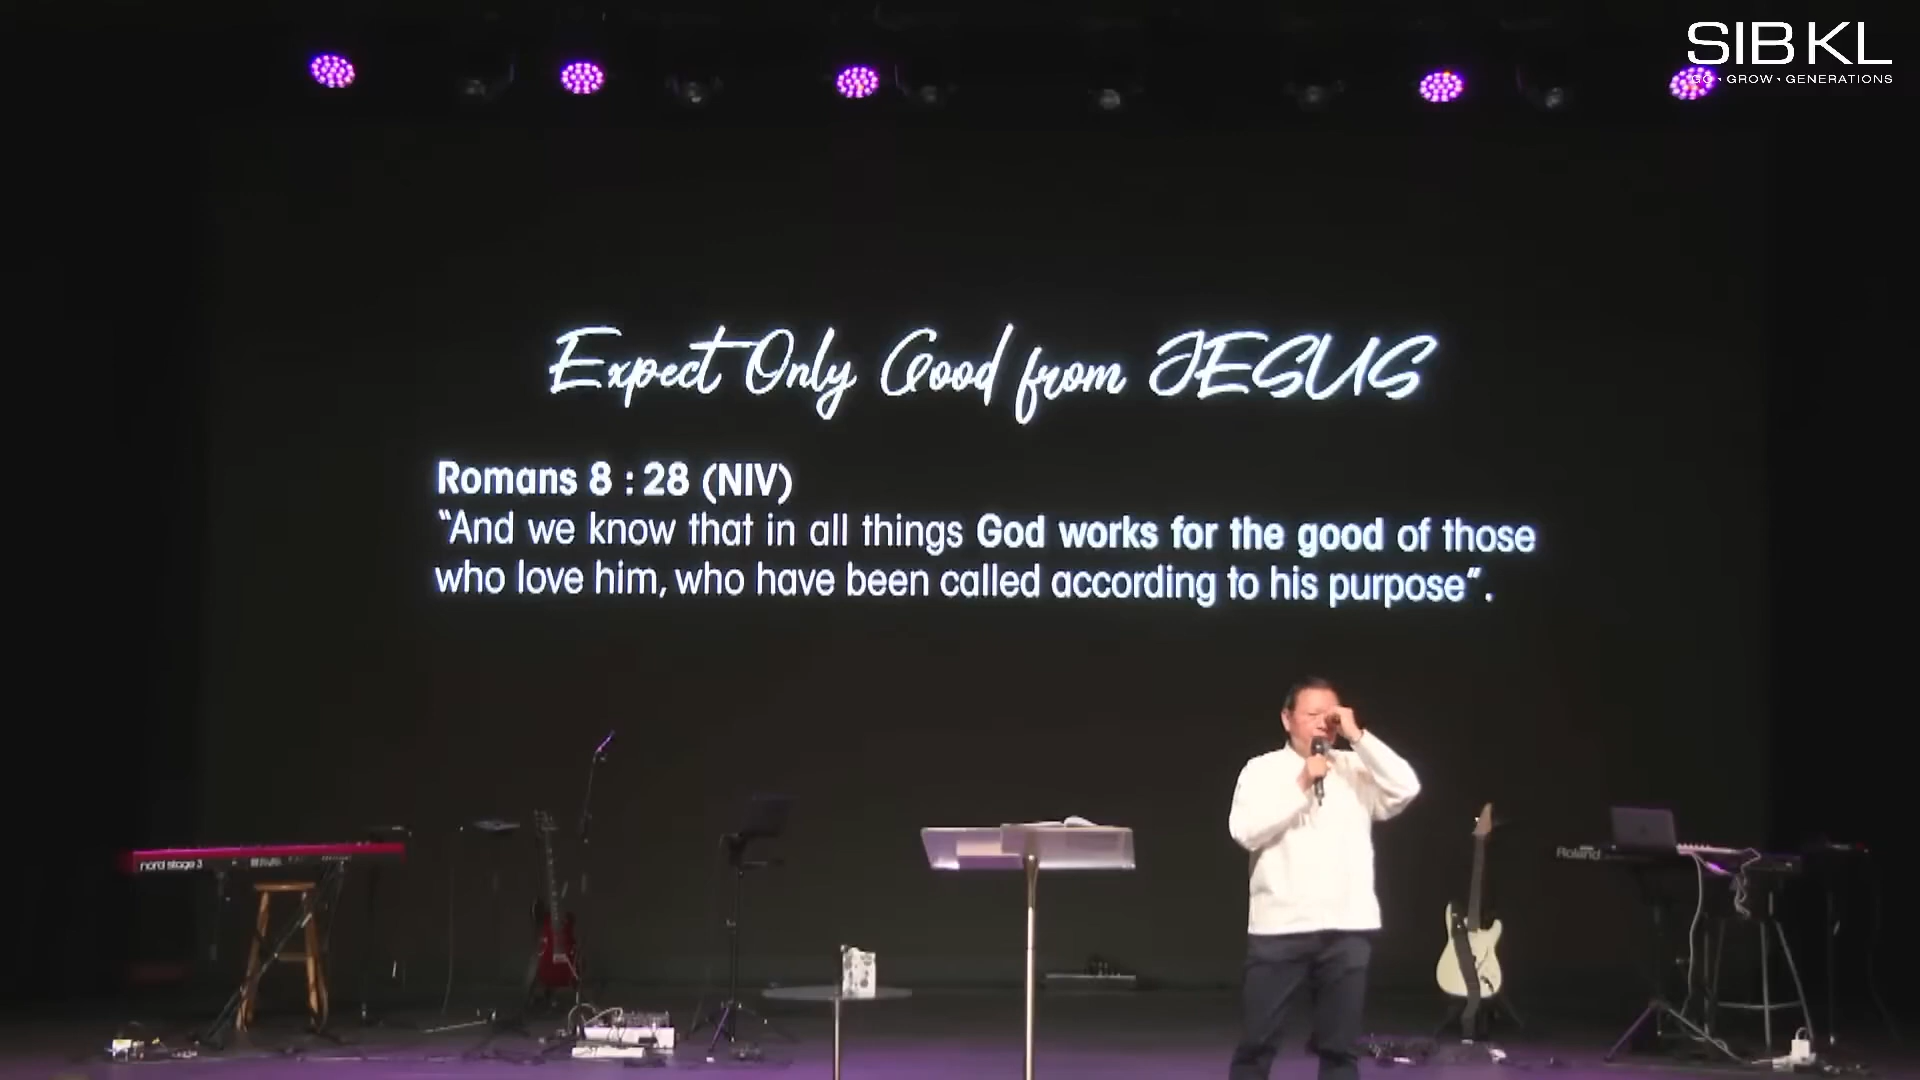 SIBKL
GO · GROW · GENERATIONS
Expect Only Good from JESUS
Romans 8 : 28 (NIV)
“And we know that in all things God works for the good of those
who love him, who have been called according to his purpose”.
nord stage 3
Roland